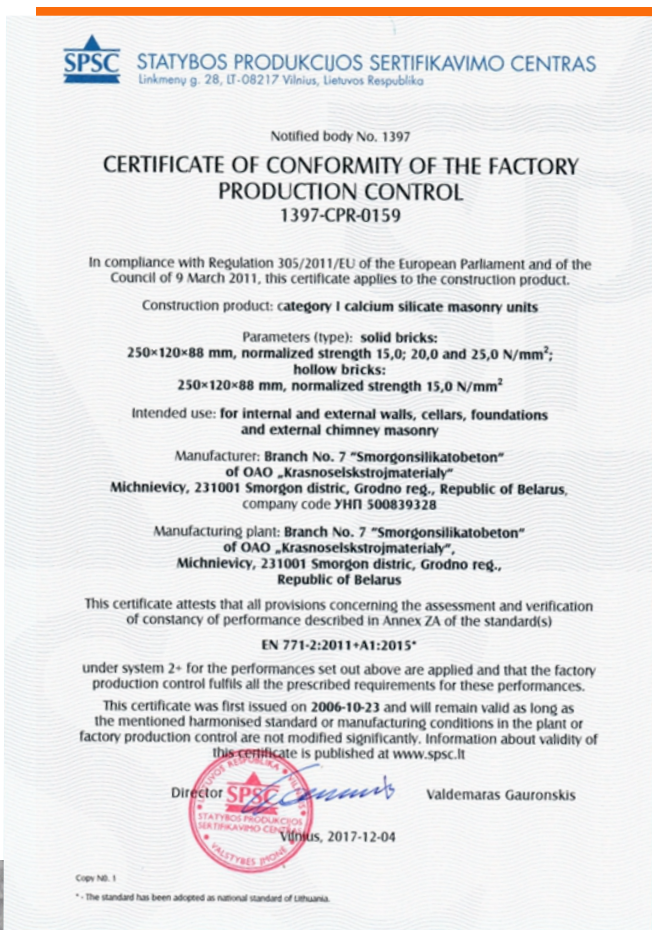 SPSC STATYBOS PRODUKCIJOS SERTIFIKAVIMO CENTRAS
Linkmenų g. 28, LT-08217 Vilnius, Lietuvos Respublika
Notified body No. 1397
CERTIFICATE OF CONFORMITY OF THE FACTORY
PRODUCTION CONTROL
1397-CPR-0159
In compliance with Regulation 305/2011/EU of the European Parliament and of the
Council of 9 March 2011, this certificate applies to the construction product.
Construction product: category I calcium silicate masonry units
Parameters (type): solid bricks:
250×120×88 mm, normalized strength 15,0; 20,0 and 25,0 N/mm²;
hollow bricks:
250×120×88 mm, normalized strength 15,0 N/mm²
Intended use: for internal and external walls, cellars, foundations
and external chimney masonry
Manufacturer: Branch No. 7 "Smorgonsilikatobeton"
of OAO „Krasnoselskstrojmaterialy"
Michnievicy, 231001 Smorgon distric, Grodno reg., Republic of Belarus,
company code УНП 500839328
Manufacturing plant: Branch No. 7 "Smorgonsilikatobeton"
of OAO „Krasnoselskstrojmaterialy",
Michnievicy, 231001 Smorgon distric, Grodno reg.,
Republic of Belarus
This certificate attests that all provisions concerning the assessment and verification
of constancy of performance described in Annex ZA of the standard(s)
EN 771-2:2011+A1:2015*
under system 2+ for the performances set out above are applied and that the factory
production control fulfils all the prescribed requirements for these performances.
This certificate was first issued on 2006-10-23 and will remain valid as long as
the mentioned harmonised standard or manufacturing conditions in the plant or
factory production control are not modified significantly. Information about validity of
this certificate is published at www.spsc.lt
Director Valdemaras Gauronskis
LIETUVOS RESPUBLIKA • VILNIUS
SPSC
STATYBOS PRODUKCIJOS
SERTIFIKAVIMO CENTRAS
VALSTYBĖS ĮMONĖ
Vilnius, 2017-12-04
Copy N0. 1
* - The standard has been adopted as national standard of Lithuania.